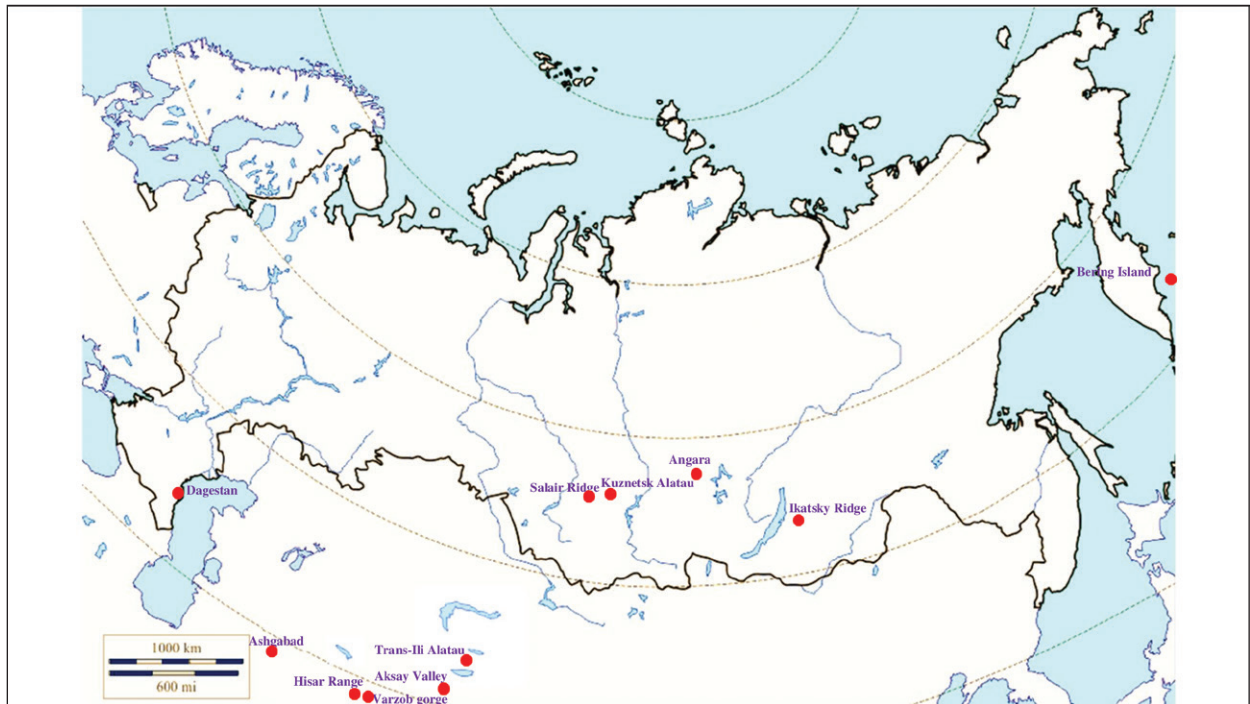 Bering Island
Angara
Salair Ridge
Kuznetsk Alatau
Dagestan
Ikatsky Ridge
Ashgabad
1000 km
600 mi
Trans-Ili Alatau
Aksay Valley
Hisar Range
Varzob gorge